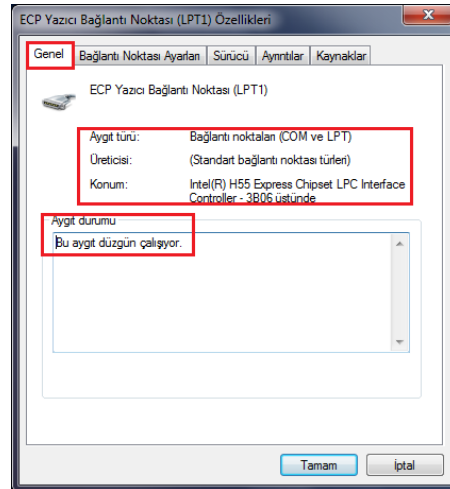 ECP Yazıcı Bağlantı Noktası (LPT1) Özellikleri
Genel Bağlantı Noktası Ayarları Sürücü Ayrıntılar Kaynaklar
ECP Yazıcı Bağlantı Noktası (LPT1)
Aygıt türü: Bağlantı noktaları (COM ve LPT)
Üreticisi: (Standart bağlantı noktası türleri)
Konum: Intel(R) H55 Express Chipset LPC Interface
Controller - 3B06 üstünde
Aygıt durumu
Bu aygıt düzgün çalışıyor.
Tamam İptal